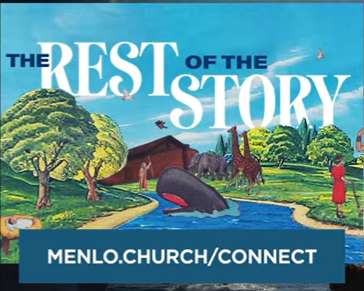 THE REST OF THE
STORY
MENLO.CHURCH/CONNECT